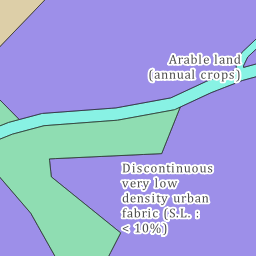 Arable land
(annual crops)
Discontinuous
very low
density urban
fabric (S.L. :
< 10%)